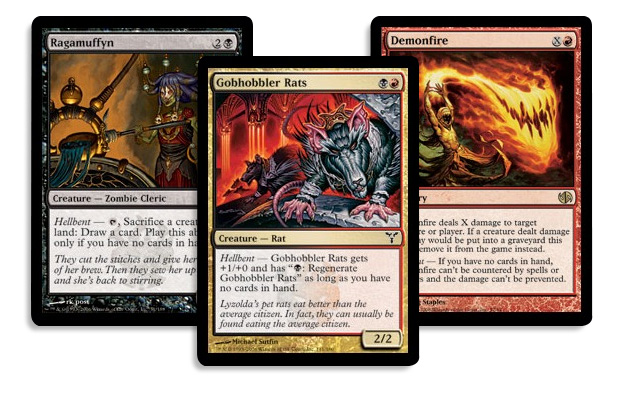 Ragamuffyn 2
Creature — Zombie Cleric
Hellbent — , Sacrifice a crea
land: Draw a card. Play this ab
only if you have no cards in ha
They cut the stitches and give her
of her brew. Then they sew her up
and she's back to stirring.
rk post
Gobhobbler Rats
Creature — Rat
Hellbent — Gobhobbler Rats gets
+1/+0 and has “ : Regenerate
Gobhobbler Rats” as long as you have
no cards in hand.
Lyzolda's pet rats eat better than the
average citizen. In fact, they can usually be
found eating the average citizen.
Michael Sutfin
2/2
Demonfire X
ry
nfire deals X damage to target
re or player. If a creature dealt damage
ay would be put into a graveyard this
emove it from the game instead.
t — If you have no cards in hand,
nfire can't be countered by spells or
s and the damage can't be prevented.
Staples